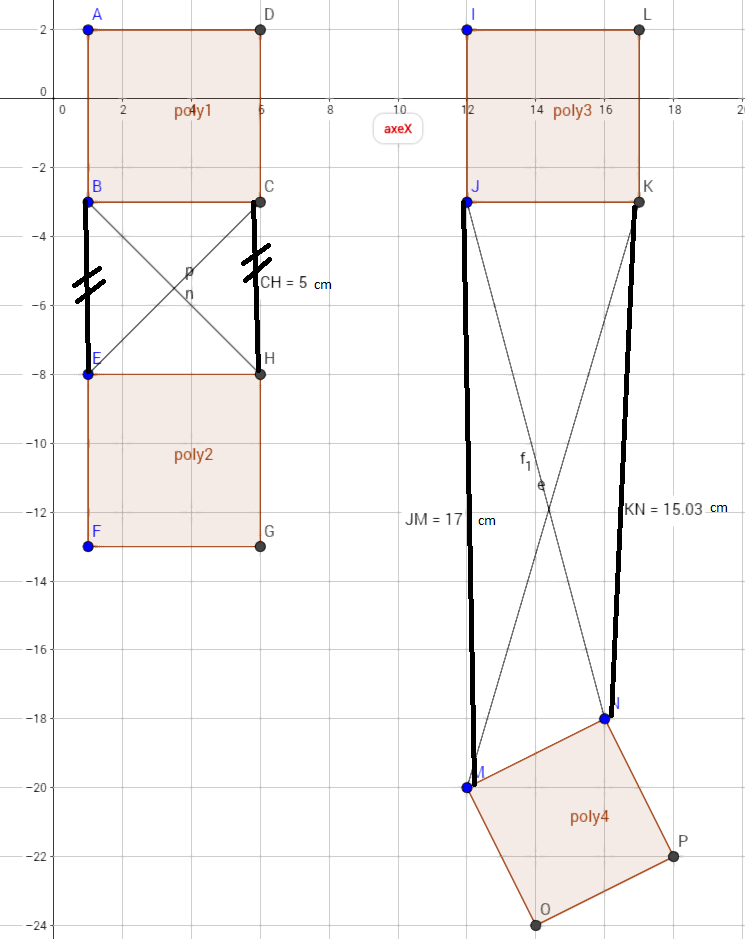 A D I L
2
0
0 2 4 6 10 12 14 16 18 20
poly1 poly3
axeX
−2
B C J K
−4
p
CH = 5 cm
n
−6
E H
−8
−10
poly2 f1
e
−12
JM = 17 cm KN = 15.03 cm
F G
−14
−16
−18
N
M
−20
poly4
−22
P
O
−24